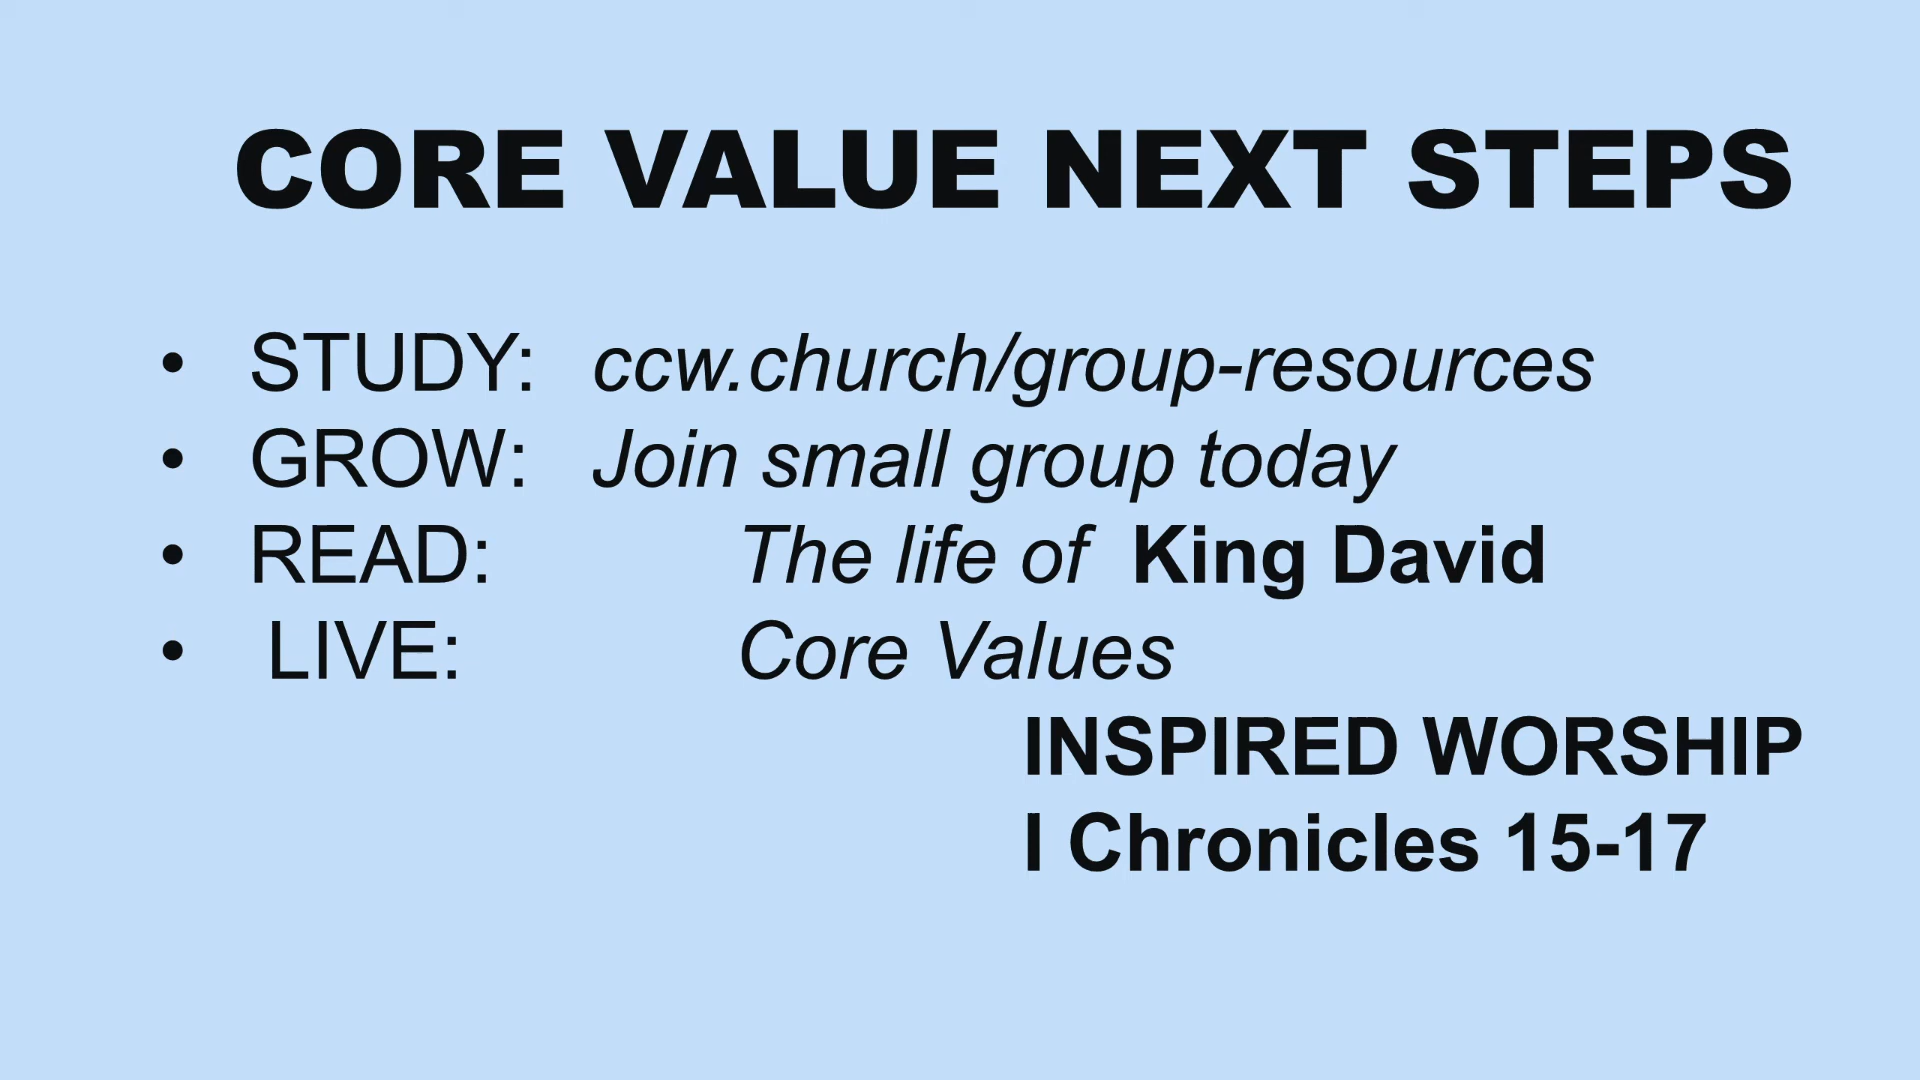 CORE VALUE NEXT STEPS
• STUDY: ccw.church/group-resources
• GROW: Join small group today
• READ: The life of King David
• LIVE: Core Values
INSPIRED WORSHIP
I Chronicles 15-17